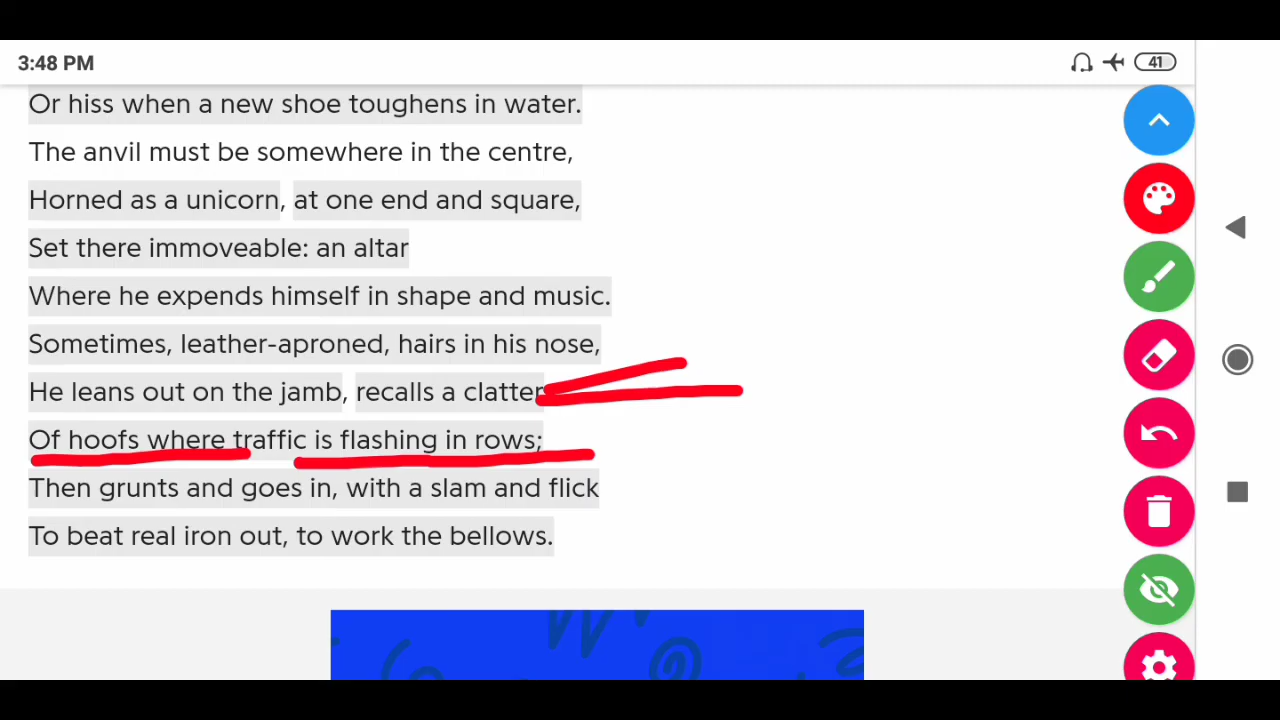 3:48 PM
41
Or hiss when a new shoe toughens in water.
The anvil must be somewhere in the centre,
Horned as a unicorn, at one end and square,
Set there immoveable: an altar
Where he expends himself in shape and music.
Sometimes, leather-aproned, hairs in his nose,
He leans out on the jamb, recalls a clatter
Of hoofs where traffic is flashing in rows;
Then grunts and goes in, with a slam and flick
To beat real iron out, to work the bellows.